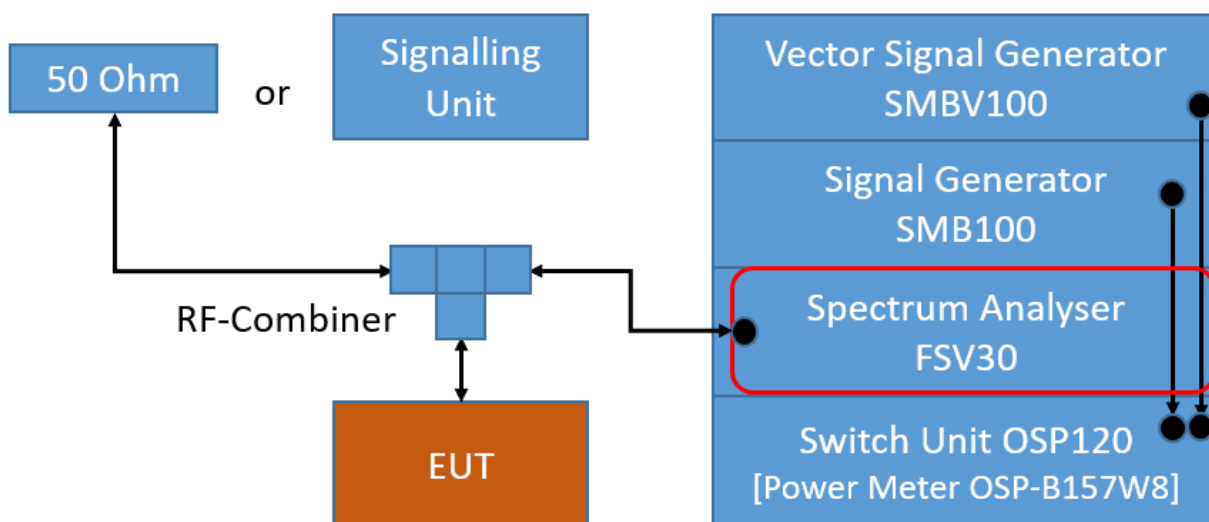 50 Ohm
or
Signalling
Unit
Vector Signal Generator
SMBV100
Signal Generator
SMB100
RF-Combiner
Spectrum Analyser
FSV30
EUT
Switch Unit OSP120
[Power Meter OSP-B157W8]